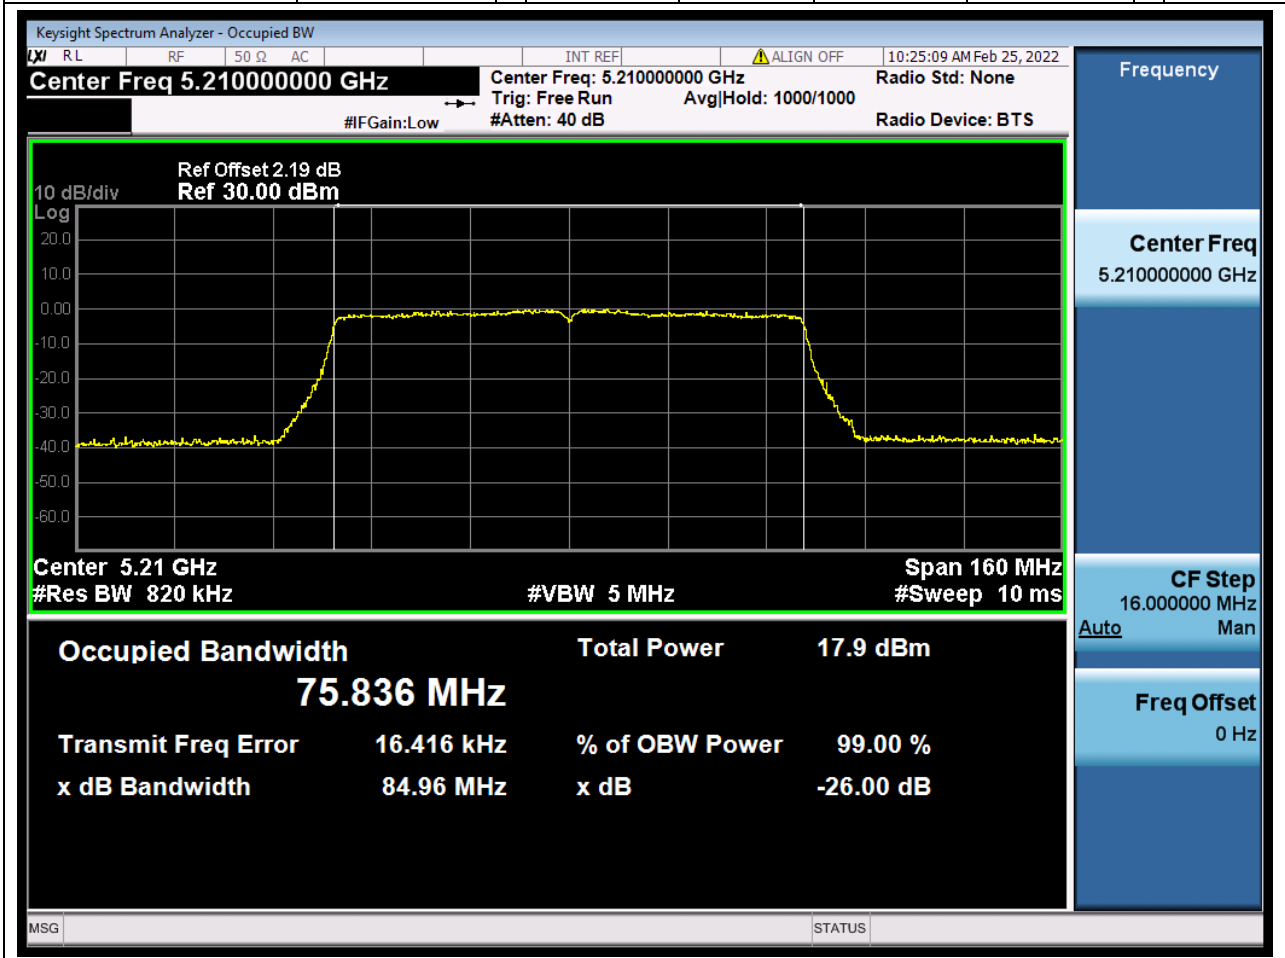 Keysight Spectrum Analyzer - Occupied BW
LXI RL RF 50 Ω AC INT REF ALIGN OFF 10:25:09 AM Feb 25, 2022
Center Freq 5.210000000 GHz
Center Freq: 5.210000000 GHz
Radio Std: None
Trig: Free Run Avg|Hold: 1000/1000
#IFGain:Low #Atten: 40 dB Radio Device: BTS
Ref Offset 2.19 dB
10 dB/div Ref 30.00 dBm
Log
20.0
10.0
0.00
-10.0
-20.0
-30.0
-40.0
-50.0
-60.0
Center 5.21 GHz Span 160 MHz
#Res BW 820 kHz #VBW 5 MHz #Sweep 10 ms
Occupied Bandwidth Total Power 17.9 dBm
75.836 MHz
Transmit Freq Error 16.416 kHz % of OBW Power 99.00 %
x dB Bandwidth 84.96 MHz x dB -26.00 dB
MSG STATUS
Frequency
Center Freq
5.210000000 GHz
CF Step
16.000000 MHz
Auto Man
Freq Offset
0 Hz